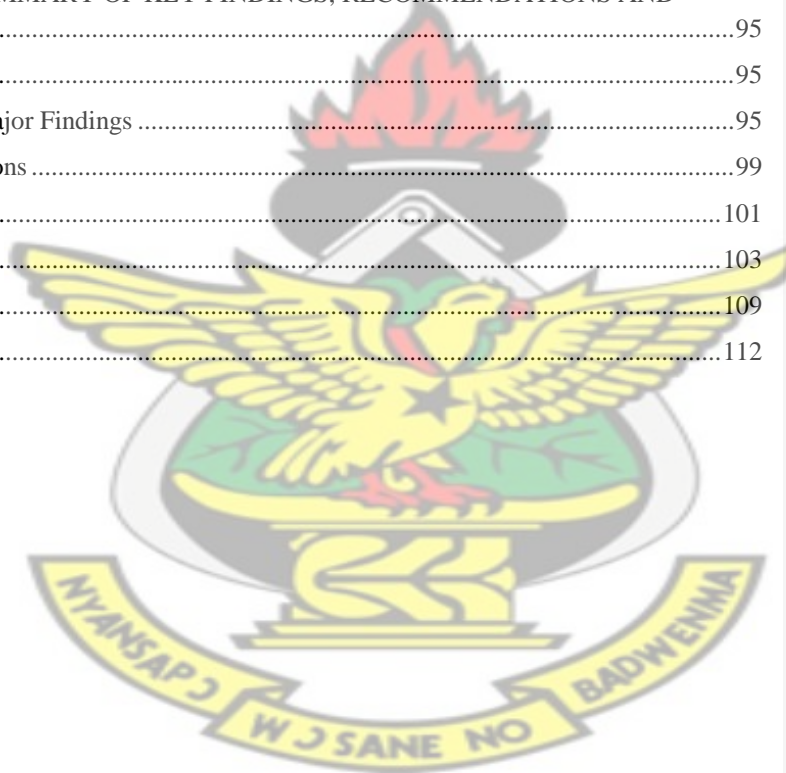 MMARY OF KEY FINDINGS, RECOMMENDATIONS AND
95
95
jor Findings 95
ons 99
101
103
109
112
NYANSAPƆ WƆSANE NO BADWENMA